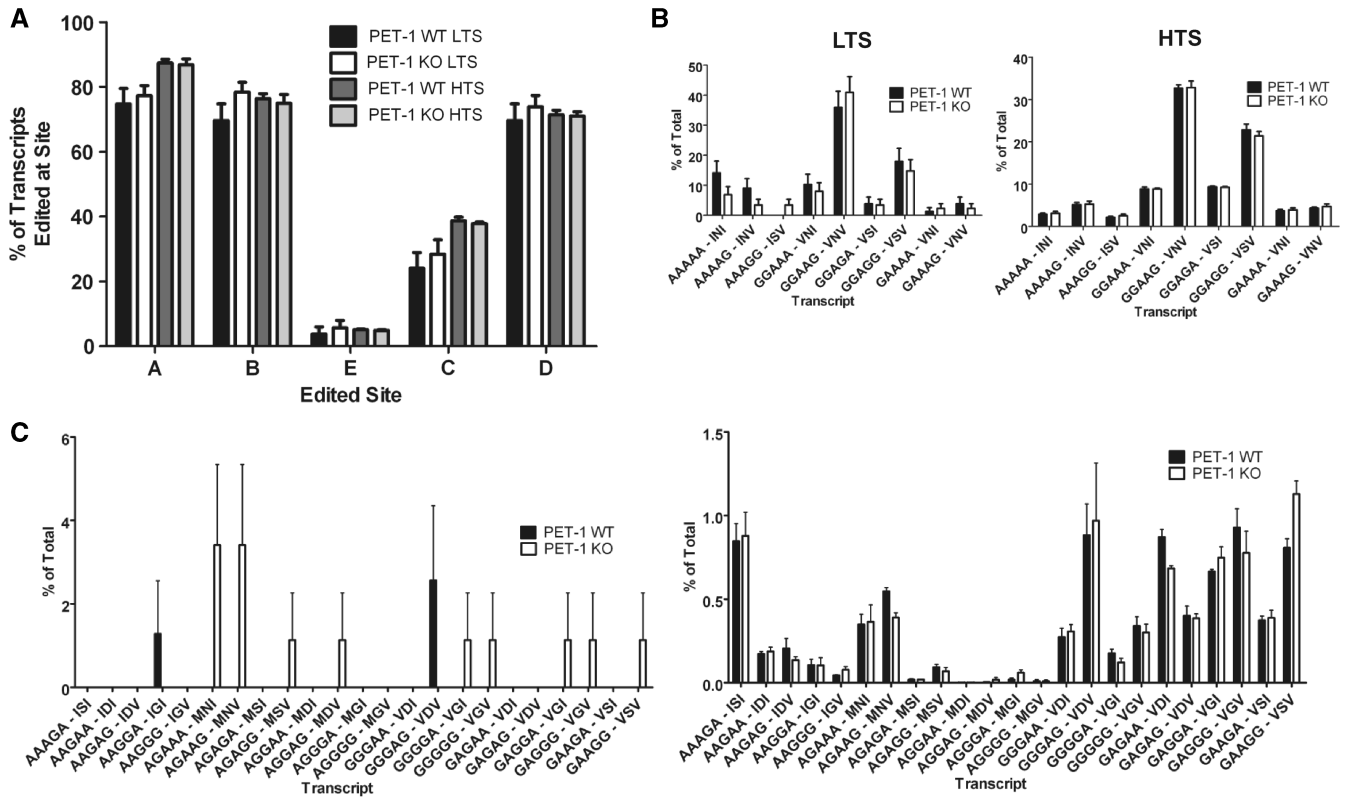 A
% of Transcripts
Edited at Site
100
80
60
40
20
0
PET-1 WT LTS
PET-1 KO LTS
PET-1 WT HTS
PET-1 KO HTS
A B E C D
Edited Site
B
LTS
% of Total
50
40
30
20
10
0
PET-1 WT
PET-1 KO
AAAAA - INI
AAAAG - INV
AAAGG - ISV
GGAAA - VNI
GGAAG - VNV
GGAGA - VSI
GGAGG - VSV
GAAAA - VNI
GAAAG - VNV
Transcript
HTS
% of Total
40
30
20
10
0
PET-1 WT
PET-1 KO
AAAAA - INI
AAAAG - INV
AAAGG - ISV
GGAAA - VNI
GGAAG - VNV
GGAGA - VSI
GGAGG - VSV
GAAAA - VNI
GAAAG - VNV
Transcript
C
% of Total
6
4
2
0
PET-1 WT
PET-1 KO
AAAGA - ISI
AAGAA - IDI
AAGAG - IDV
AAGGA - IGI
AAGGG - IGV
AGAAA - MNI
AGAAG - MNV
AGAGA - MSI
AGAGG - MSV
AGGAA - MDI
AGGAG - MDV
AGGGA - MGI
AGGGG - MGV
GGGAA - VDI
GGGAG - VDV
GGGGA - VGI
GGGGG - VGV
GAGAA - VDI
GAGAG - VDV
GAGGA - VGI
GAGGG - VGV
GAAGA - VSI
GAAGG - VSV
Transcript
% of Total
1.5
1.0
0.5
0.0
PET-1 WT
PET-1 KO
AAAGA - ISI
AAGAA - IDI
AAGAG - IDV
AAGGA - IGI
AAGGG - IGV
AGAAA - MNI
AGAAG - MNV
AGAGA - MSI
AGAGG - MSV
AGGAA - MDI
AGGAG - MDV
AGGGA - MGI
AGGGG - MGV
GGGAA - VDI
GGGAG - VDV
GGGGA - VGI
GGGGG - VGV
GAGAA - VDI
GAGAG - VDV
GAGGA - VGI
GAGGG - VGV
GAAGA - VSI
GAAGG - VSV
Transcript